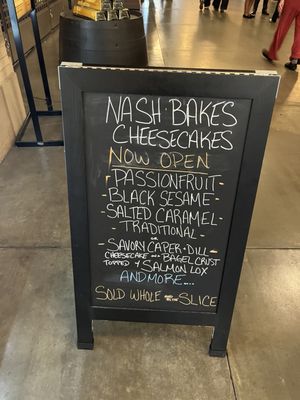 NASH·BAKES
CHEESECAKES
NOW OPEN
-PASSIONFRUIT-
-BLACK SESAME-
-SALTED CARAMEL-
TRADITIONAL
-SAVORY CAPER+DILL-
CHEESECAKE BAGEL CRUST
TOPPED SALMON LOX
AND MORE....
SOLD WHOLE SLICE